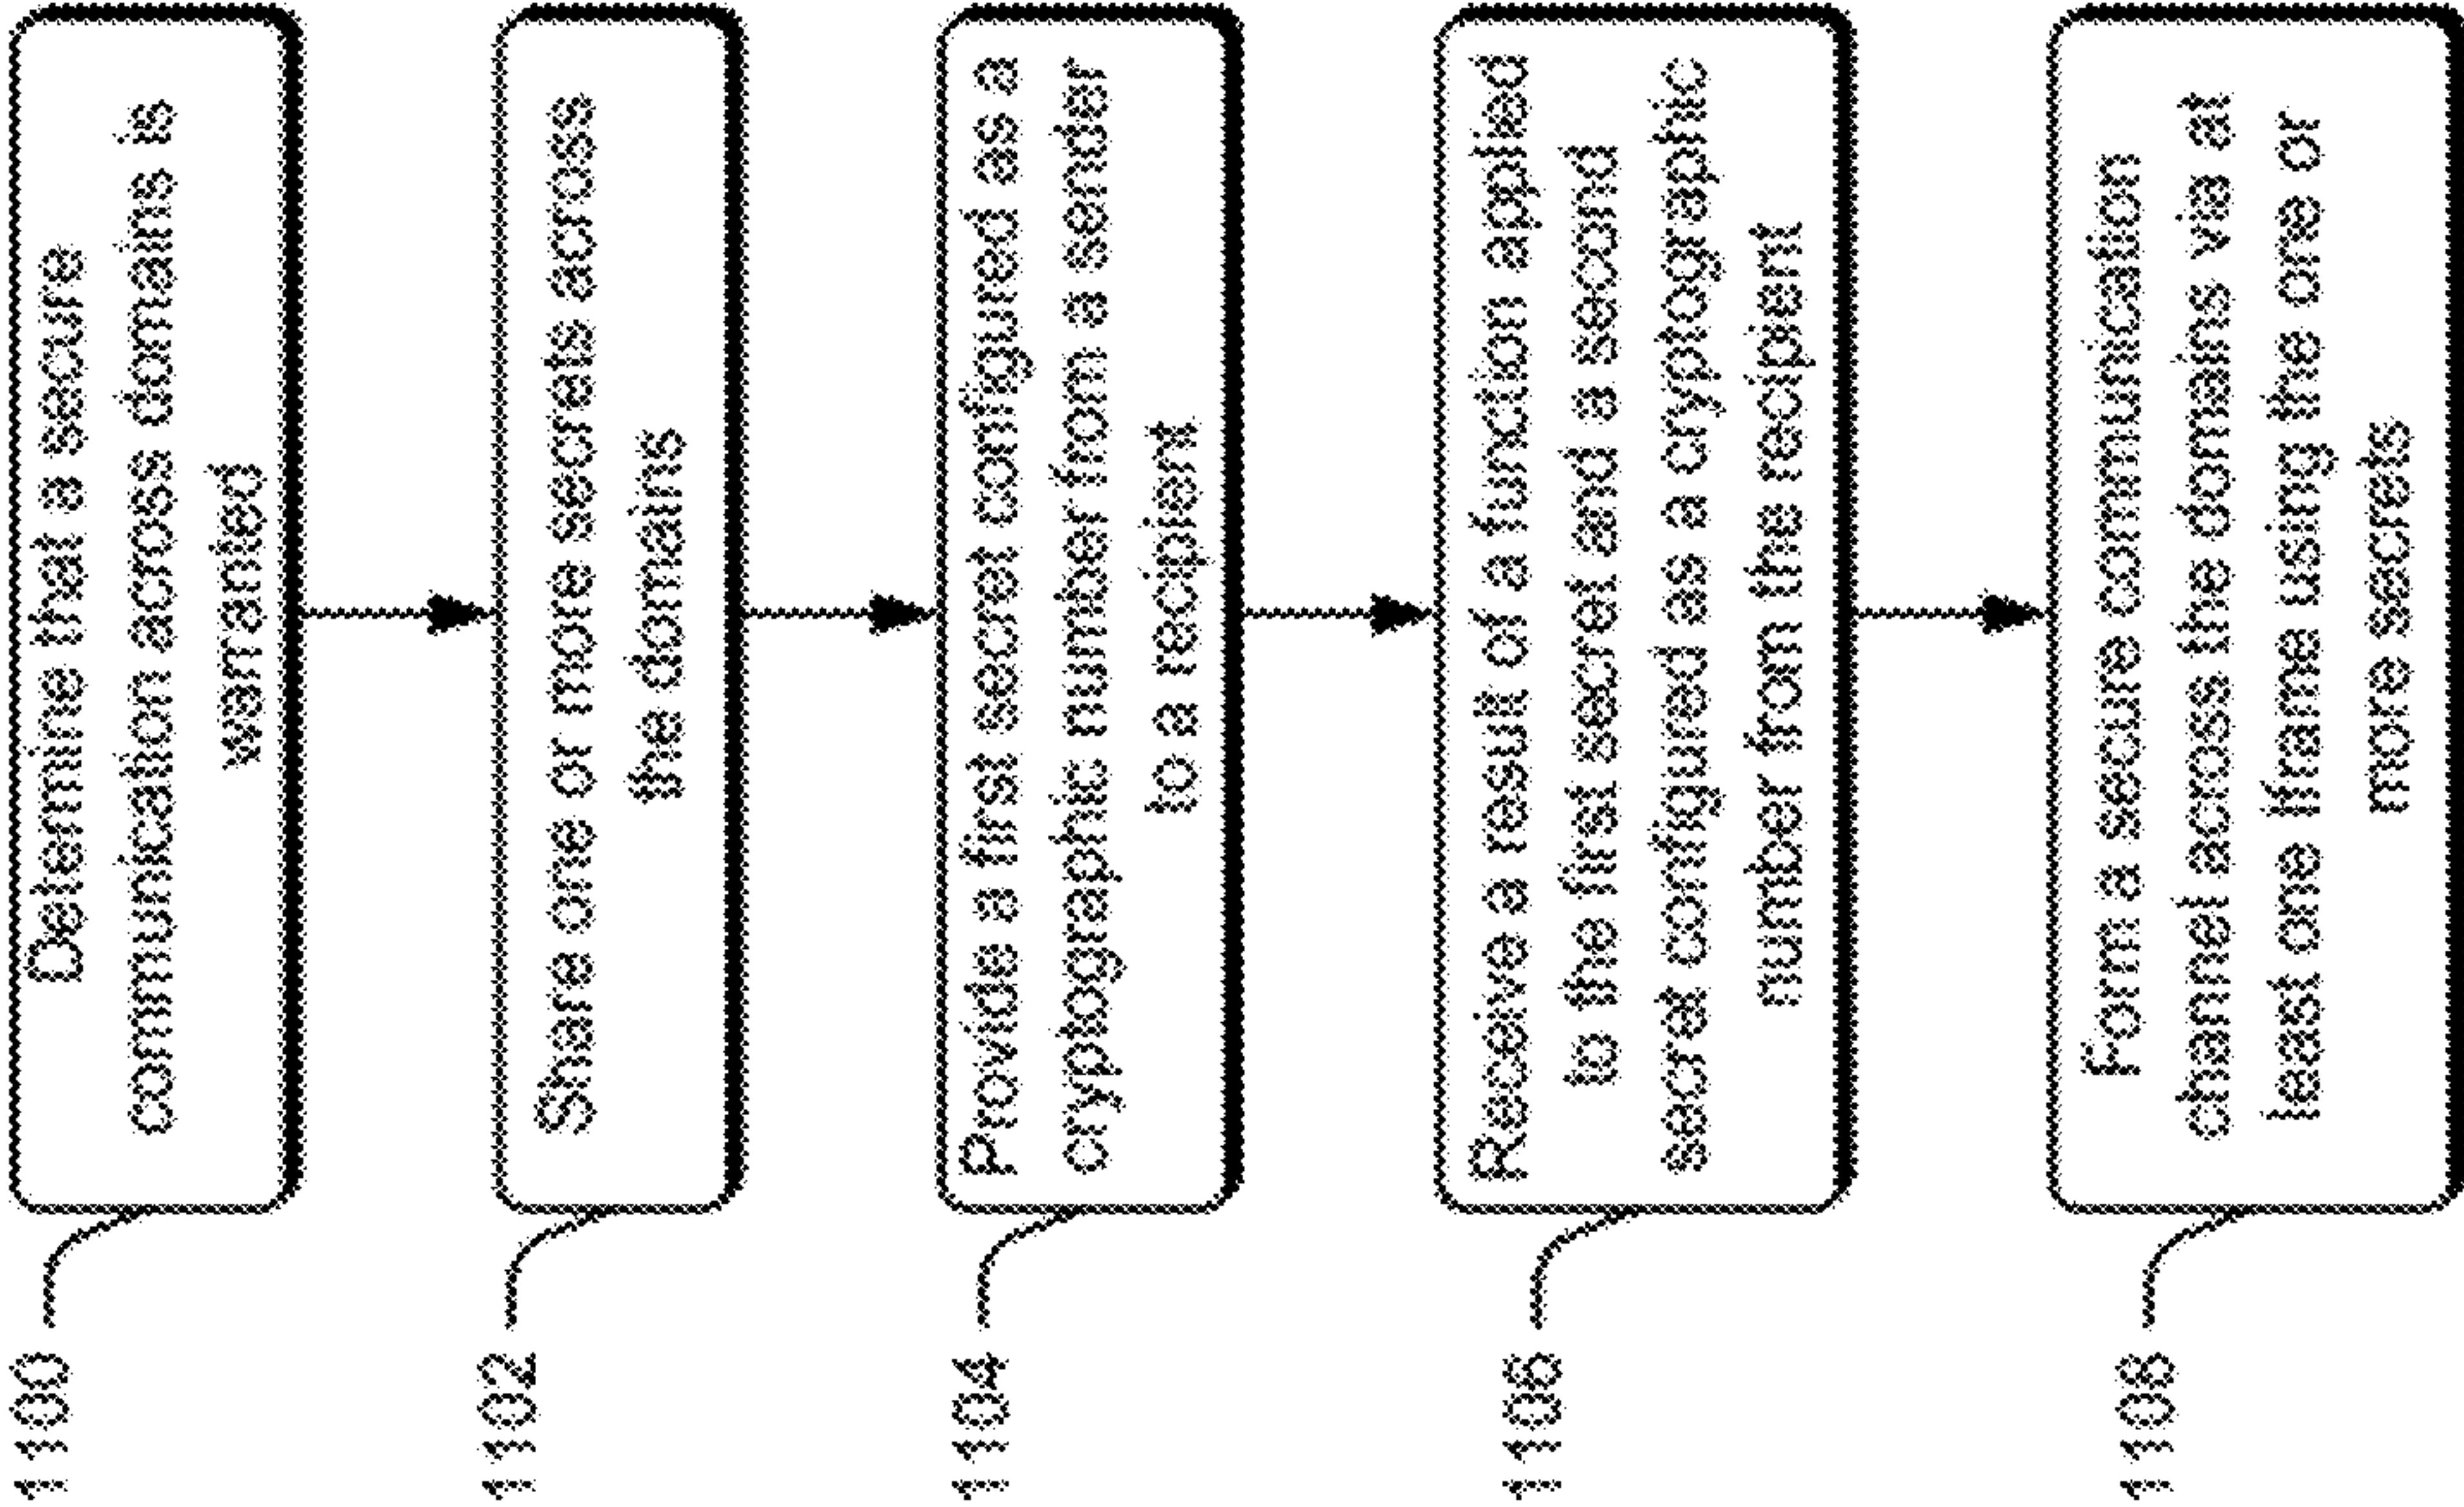 1100
Determine that a secure
communication across domains is
warranted
1102
Share one or more secrets across
the domains
1104
Provide a first secret configured as a
cryptographic number from a sender
to a recipient
1106
Receive a result of a function applied
to the first secret and a second
secret configured as a cryptographic
number from the recipient
1108
Form a secure communication
channel across the domains via at
least one Iframe using the one or
more secrets